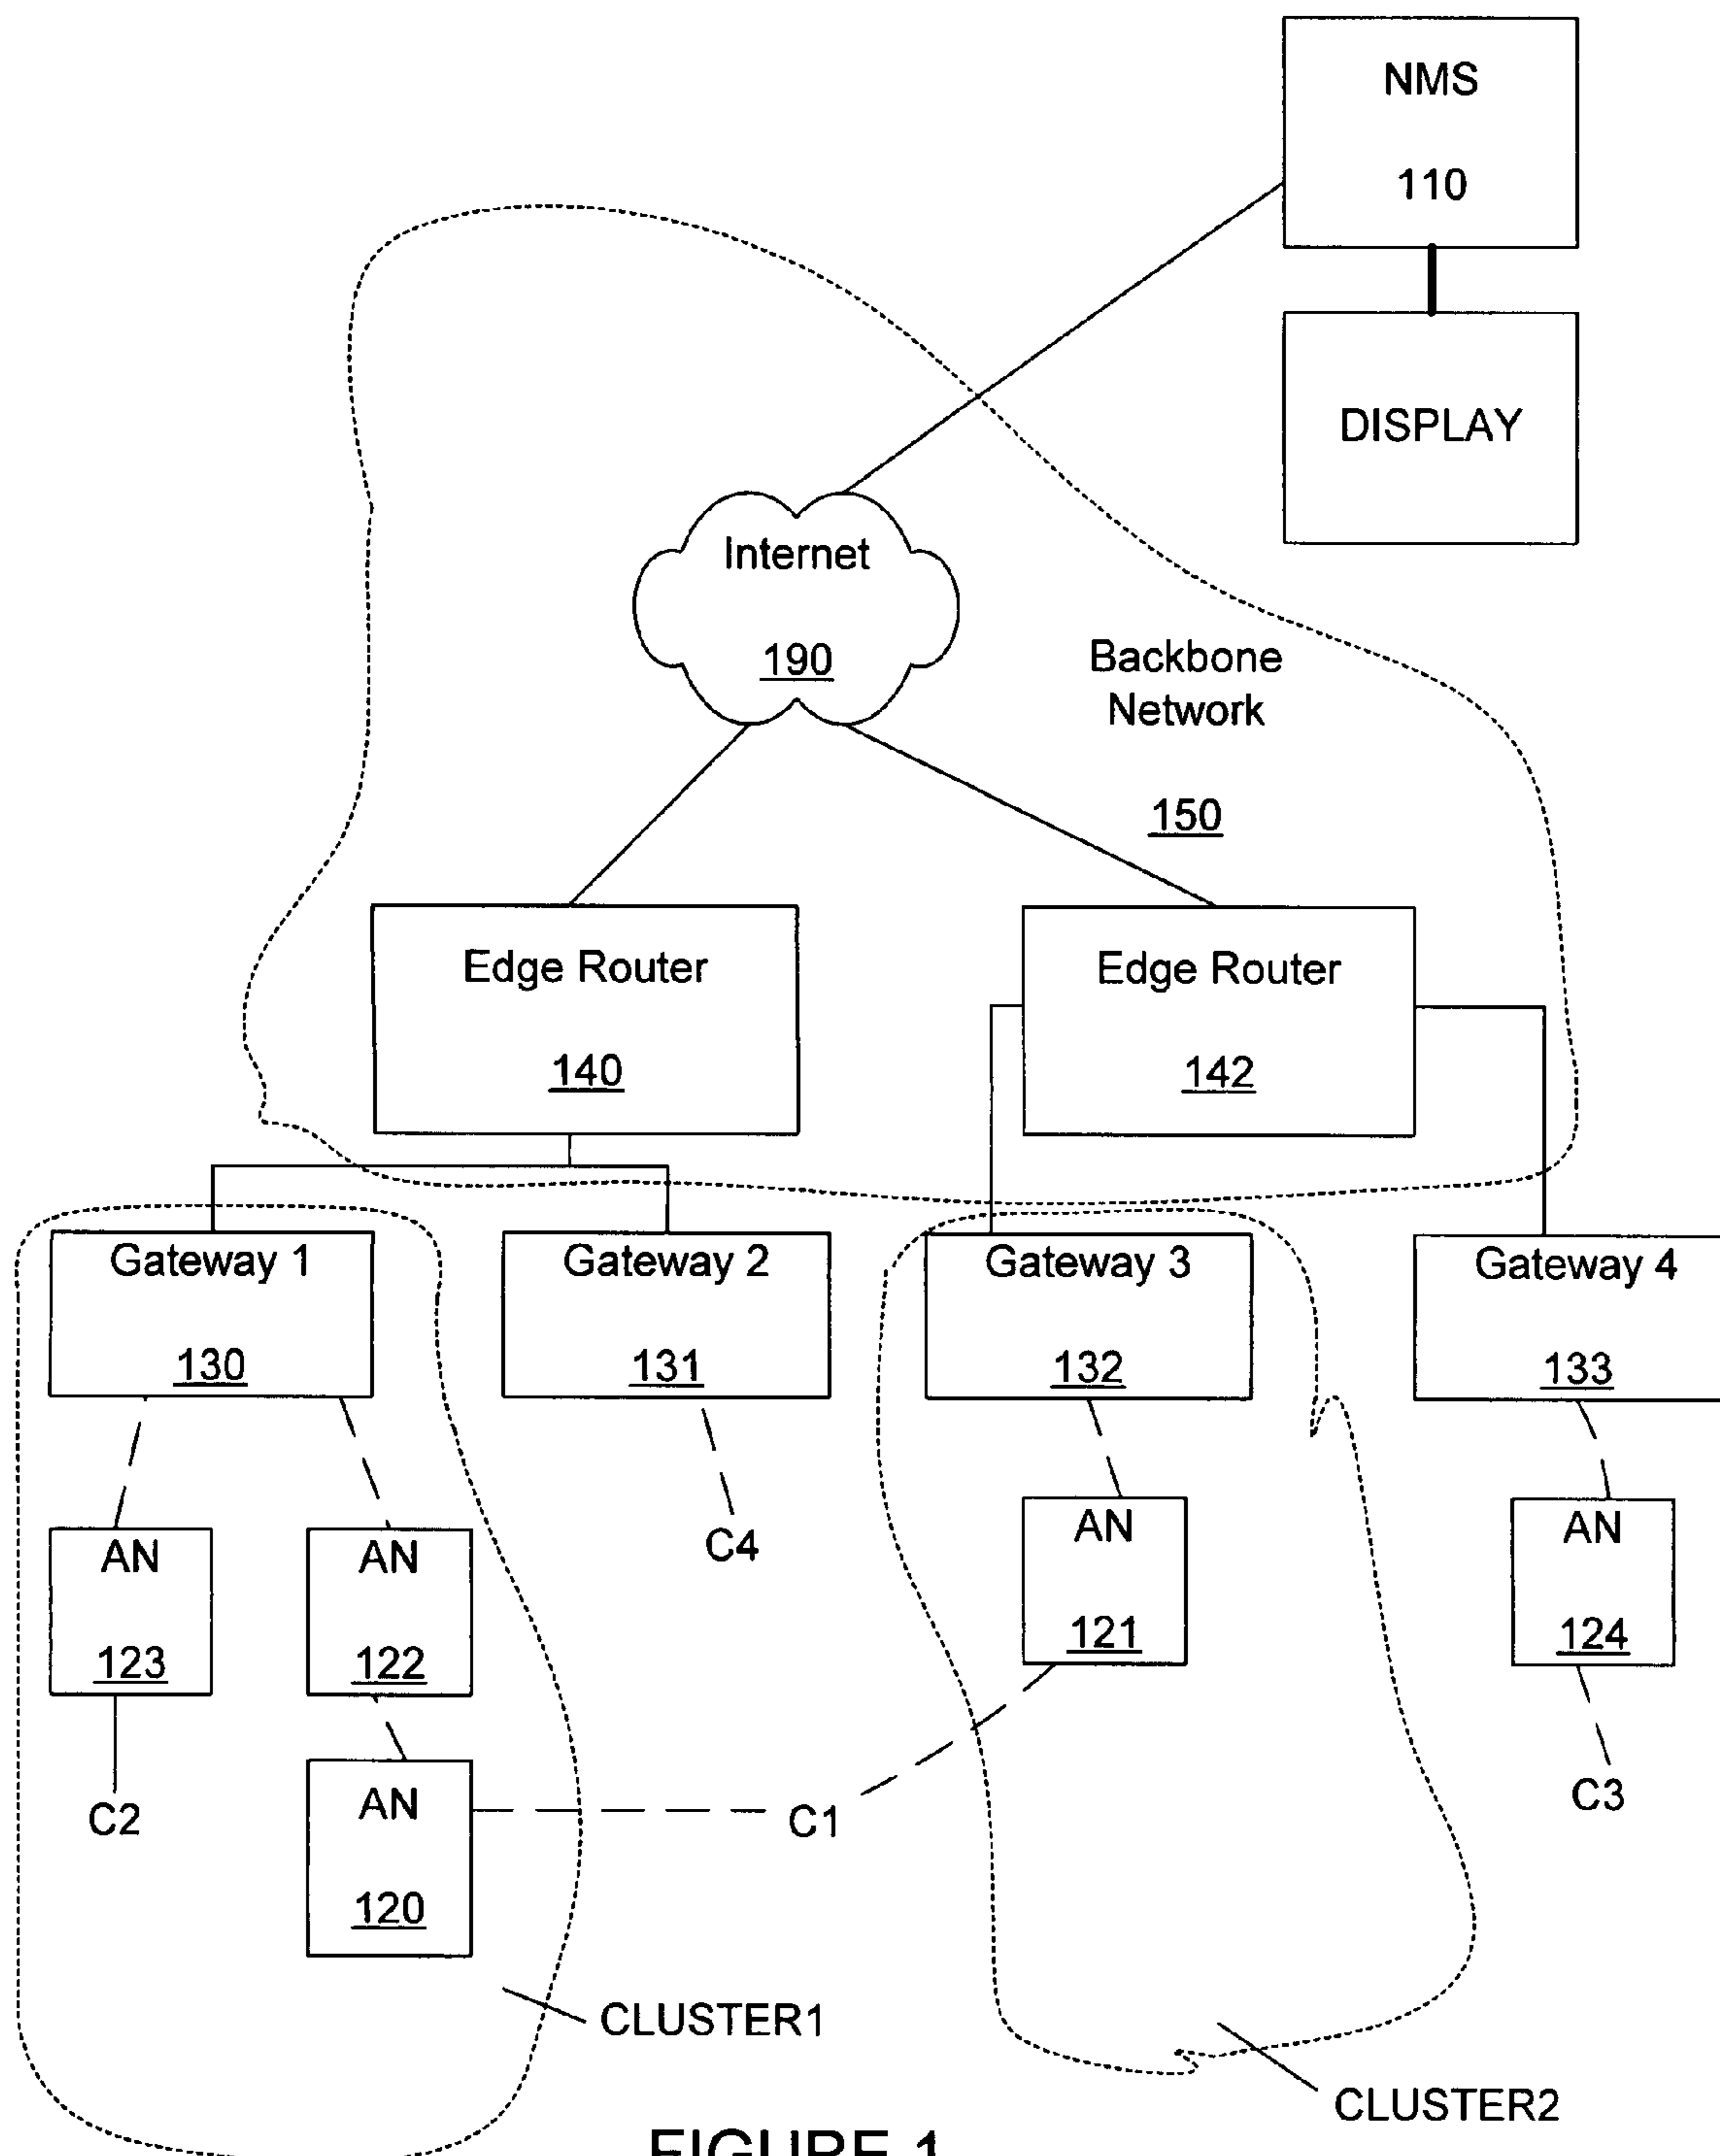 NMS
110
DISPLAY
Internet
190
Backbone
Network
150
Edge Router
140
Edge Router
142
Gateway 1
130
Gateway 2
131
Gateway 3
132
Gateway 4
133
AN
123
AN
122
C4
AN
121
AN
124
C2
AN
120
C1
C3
CLUSTER1
CLUSTER2
FIGURE 1